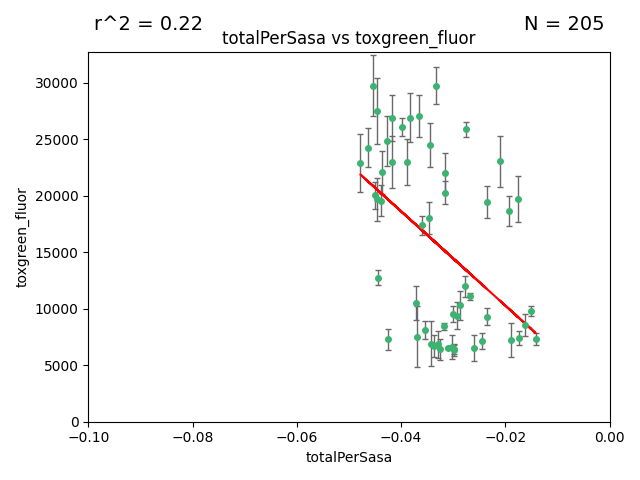 r^2 = 0.22
N = 205
totalPerSasa vs toxgreen_fluor
toxgreen_fluor
30000
25000
20000
15000
10000
5000
0
−0.10
−0.08
−0.06
−0.04
−0.02
0.00
totalPerSasa